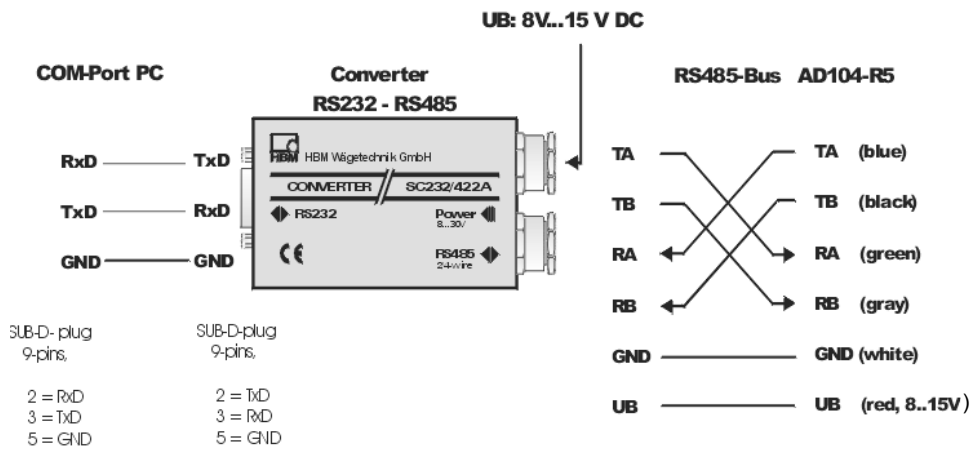 UB: 8V...15 V DC
COM-Port PC
Converter
RS232 - RS485
RS485-Bus AD104-R5
HBM HBM Wägetechnik GmbH
CONVERTER SC232/422A
RS232
Power
8...30V
RS485
2-4-wire
RxD TxD
TxD RxD
GND GND
TA TA (blue)
TB TB (black)
RA RA (green)
RB RB (gray)
GND GND (white)
UB UB (red, 8..15V)
SUB-D- plug
9-pins,
2 = RxD
3 = TxD
5 = GND
SUB-D-plug
9-pins,
2 = TxD
3 = RxD
5 = GND